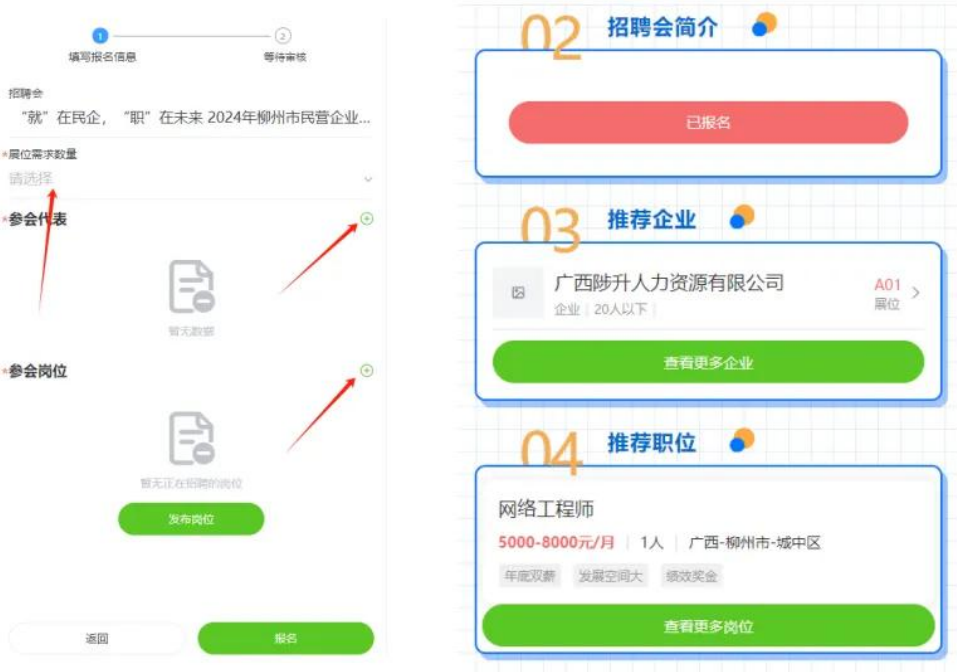 1
2
填写报名信息
等待审核
招聘会
“就”在民企，“职”在未来 2024年柳州市民营企业...
*展位需求数量
请选择
*参会代表
暂无数据
*参会岗位
暂无正在招聘的岗位
发布岗位
返回
报名
02 招聘会简介
已报名
03 推荐企业
广西陟升人力资源有限公司
A01
企业 | 20人以下 |
展位
查看更多企业
04 推荐职位
网络工程师
5000-8000元/月 | 1人 | 广西-柳州市-城中区
年底双薪 发展空间大 绩效奖金
查看更多岗位